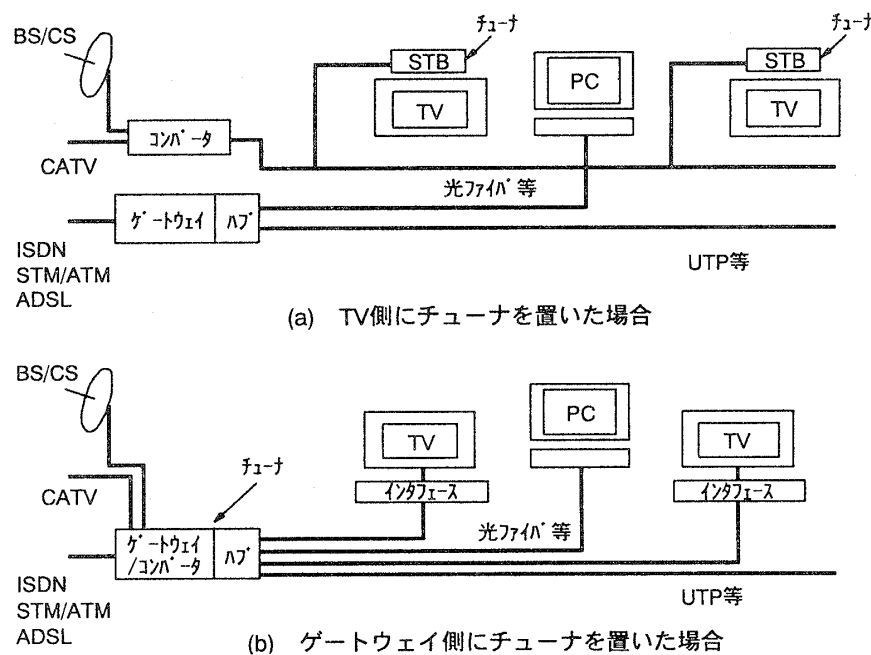 BS/CS
チューナ
チューナ
STB
STB
PC
TV
TV
コンバータ
CATV
光ファイバ等
ゲートウェイ
ハブ
ISDN
STM/ATM
ADSL
UTP等
(a) TV側にチューナを置いた場合
BS/CS
PC
TV
TV
チューナ
CATV
インタフェース
インタフェース
光ファイバ等
ゲートウェイ
/コンバータ
ハブ
ISDN
STM/ATM
ADSL
UTP等
(b) ゲートウェイ側にチューナを置いた場合